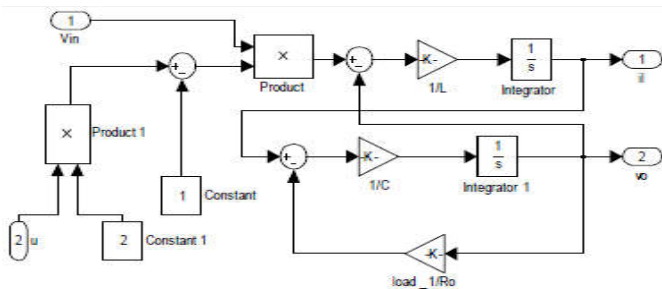 1
Vin
×
Product
+
-
+
-
-K-
1/L
1
s
Integrator
1
il
×
Product 1
1
Constant
+
-
-K-
1/C
1
s
Integrator 1
2
vo
2
u
2
Constant 1
-K-
load _1/Ro